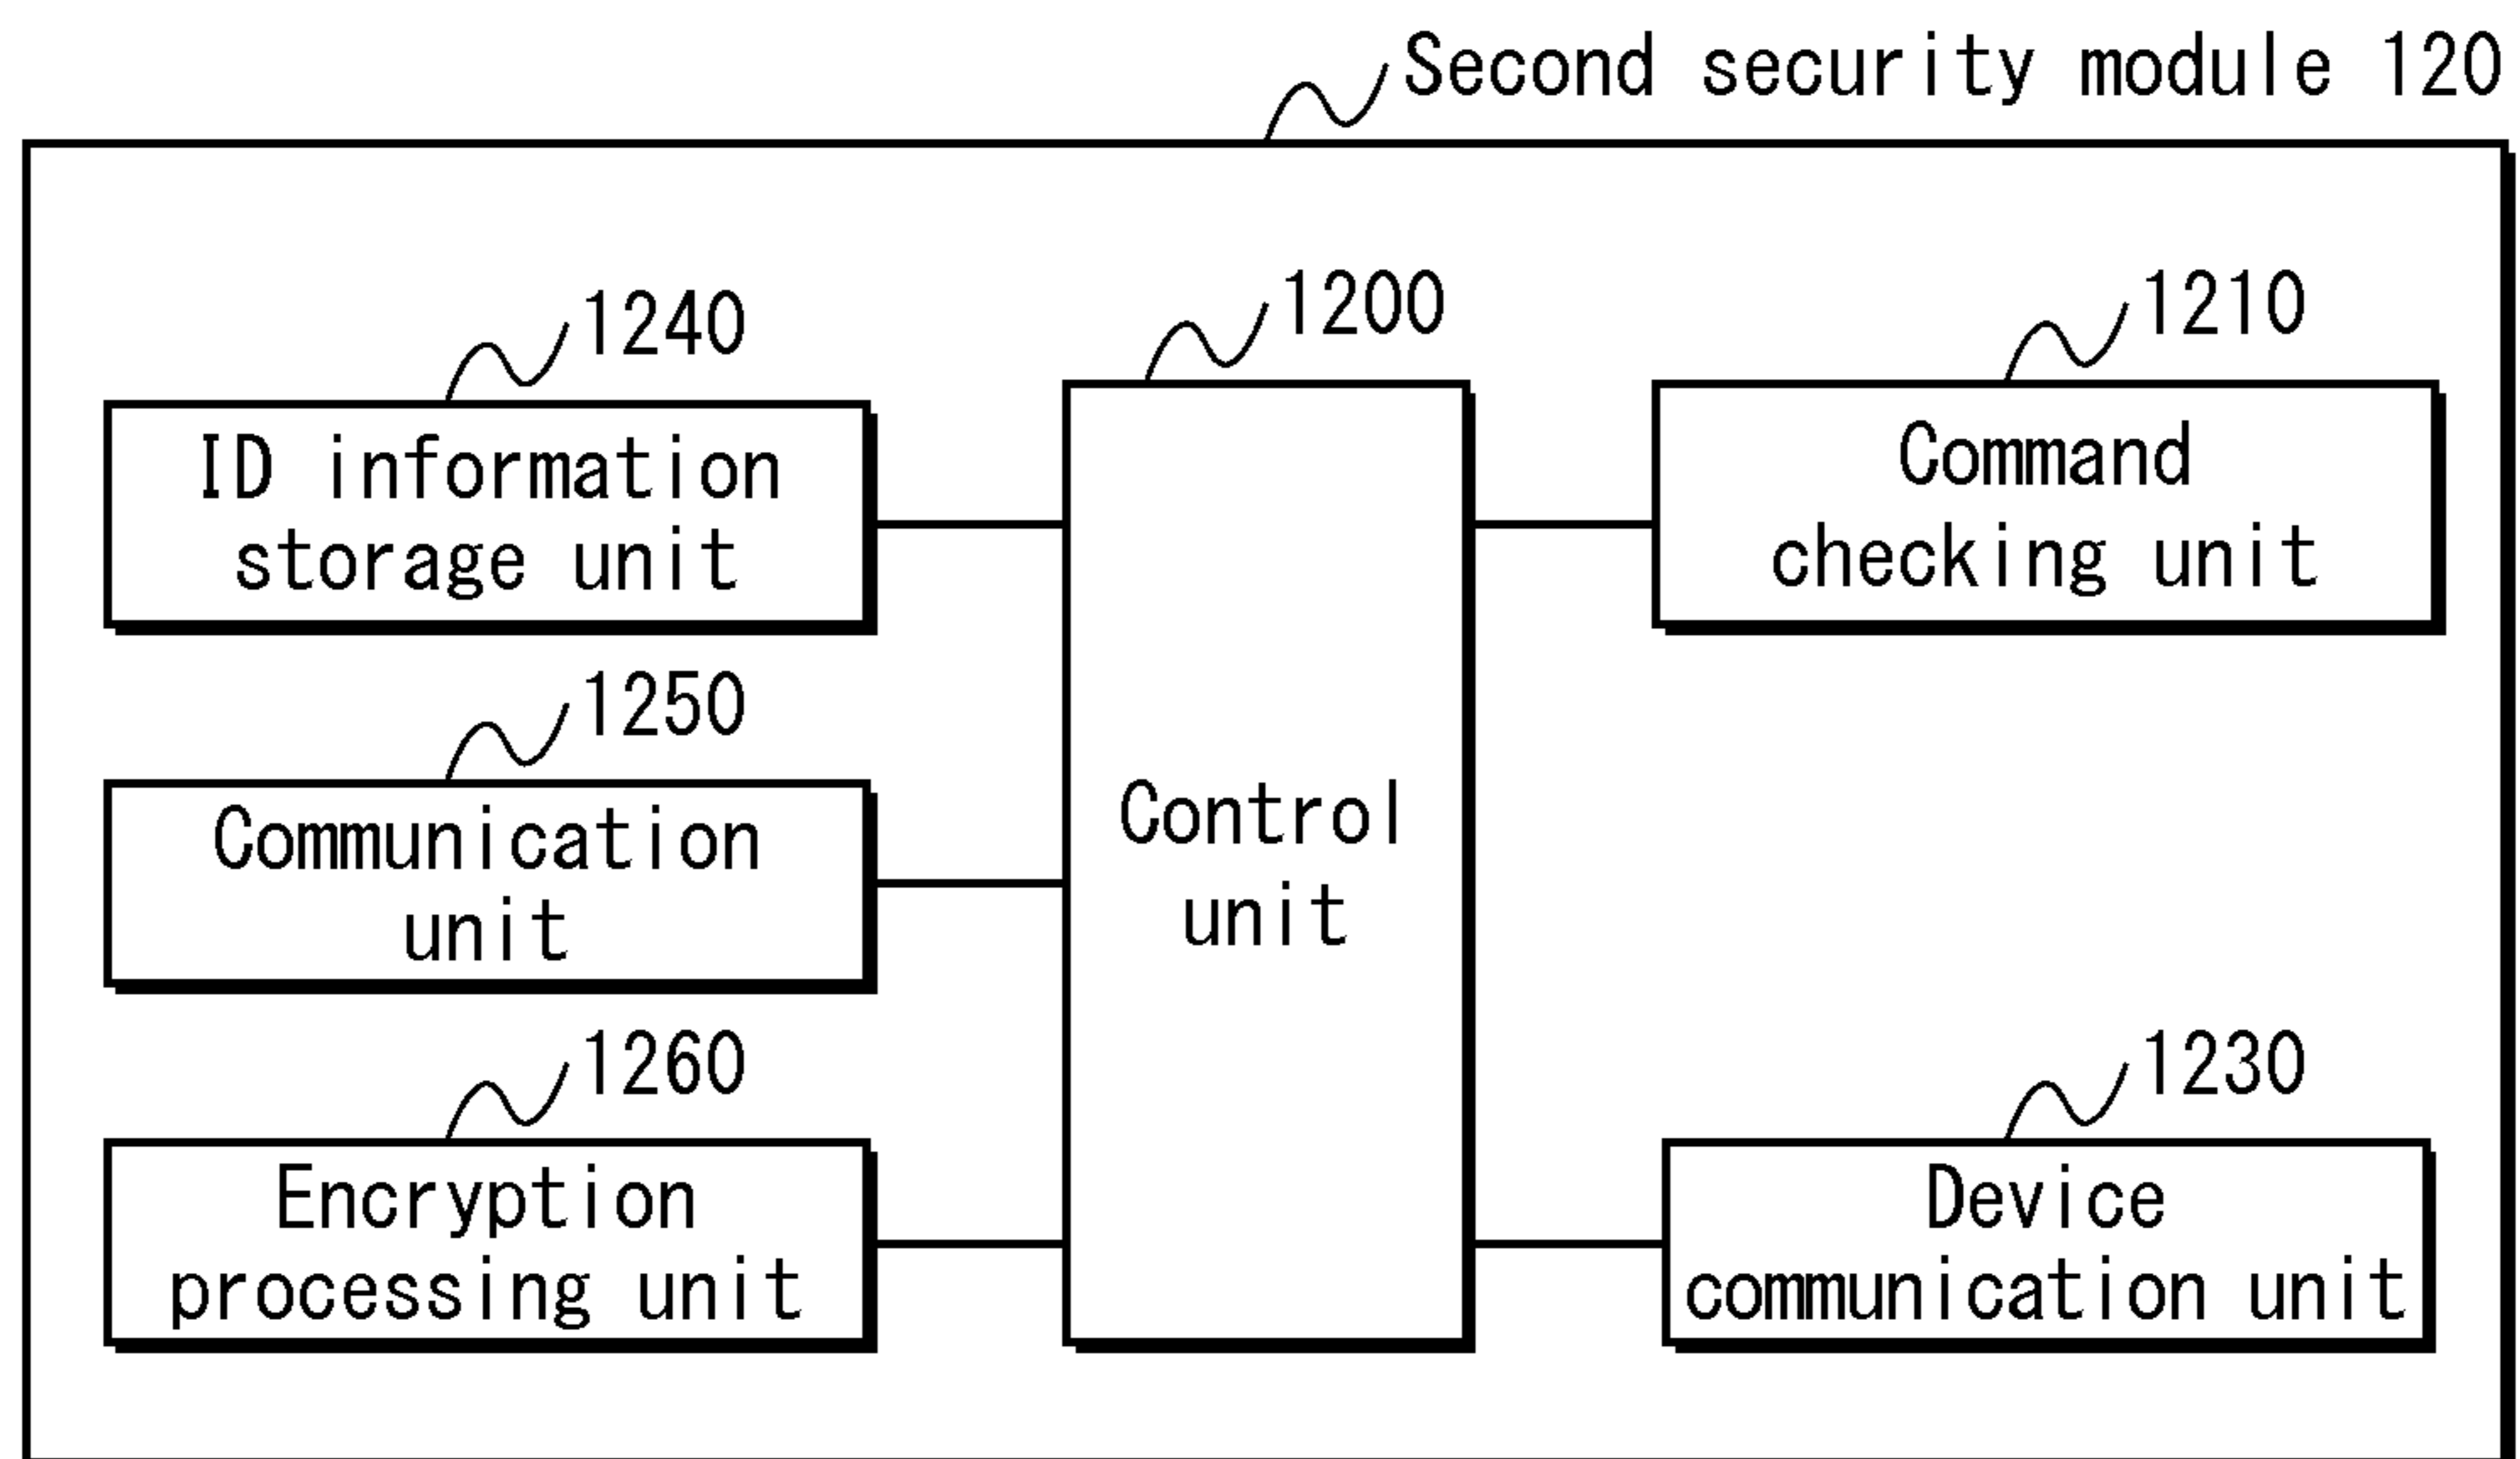 Second security module 120
1240
ID information
storage unit
1250
Communication
unit
1260
Encryption
processing unit
1200
Control
unit
1210
Command
checking unit
1230
Device
communication unit